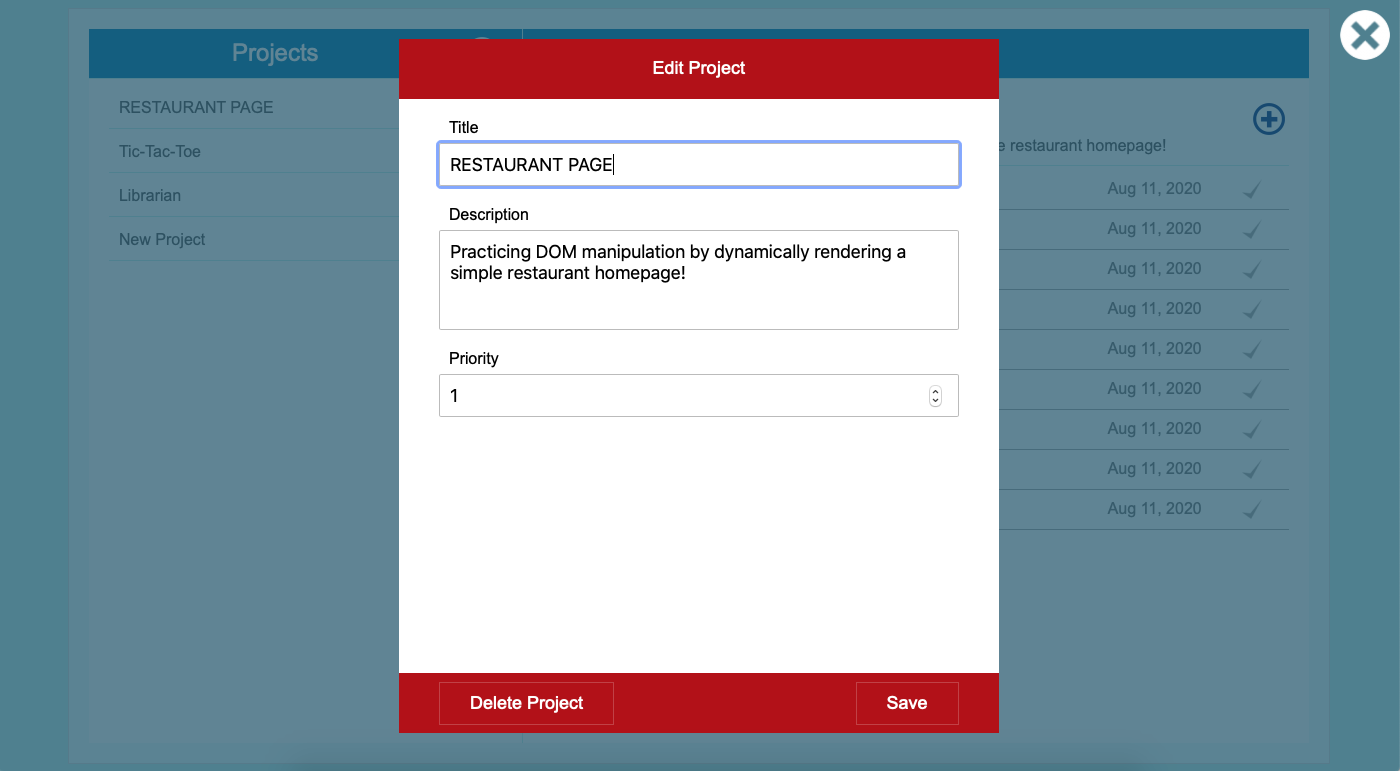 Projects
RESTAURANT PAGE
Tic-Tac-Toe
Librarian
New Project
Edit Project
Title
RESTAURANT PAGE
Description
Practicing DOM manipulation by dynamically rendering a
simple restaurant homepage!
Priority
1
Delete Project
Save
restaurant homepage!
Aug 11, 2020
Aug 11, 2020
Aug 11, 2020
Aug 11, 2020
Aug 11, 2020
Aug 11, 2020
Aug 11, 2020
Aug 11, 2020
Aug 11, 2020